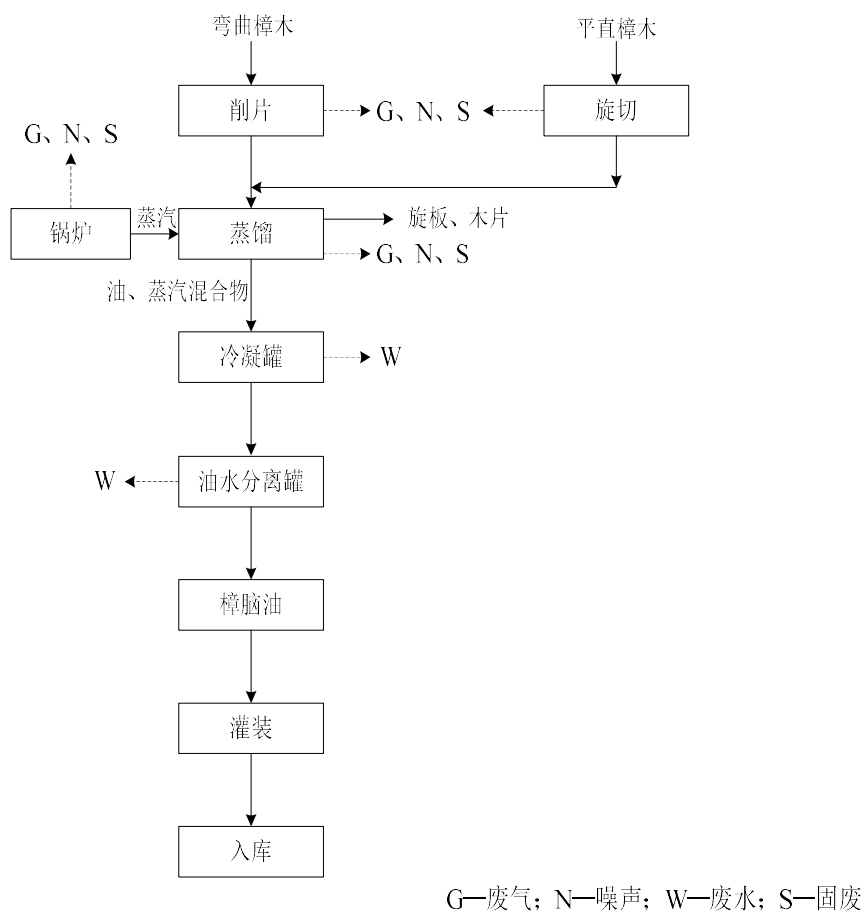 弯曲樟木
平直樟木
削片
G、N、S
旋切
G、N、S
锅炉
蒸汽
蒸馏
旋板、木片
G、N、S
油、蒸汽混合物
冷凝罐
W
W
油水分离罐
樟脑油
灌装
入库
G—废气；N—噪声；W—废水；S—固废